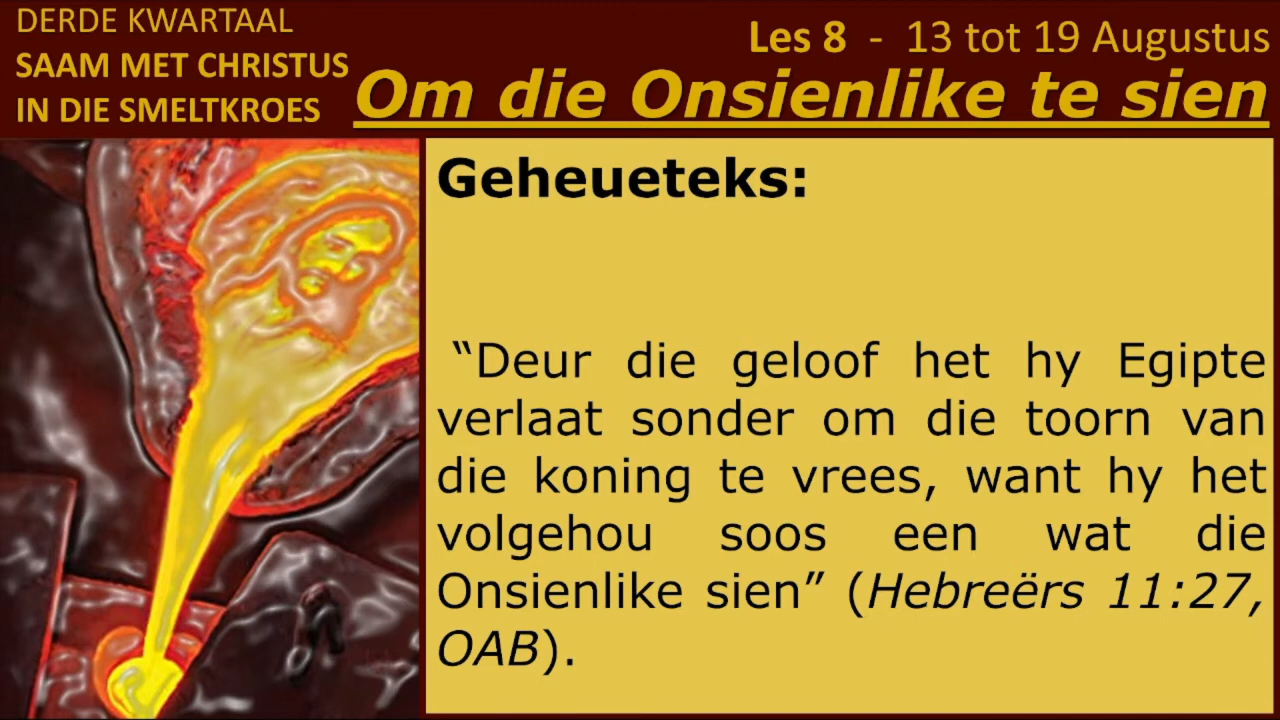 DERDE KWARTAAL
SAAM MET CHRISTUS
IN DIE SMELTKROES
Les 8 - 13 tot 19 Augustus
Om die Onsienlike te sien
Geheueteks:
“Deur die geloof het hy Egipte
verlaat sonder om die toorn van
die koning te vrees, want hy het
volgehou soos een wat die
Onsienlike sien” (Hebreërs 11:27,
OAB).